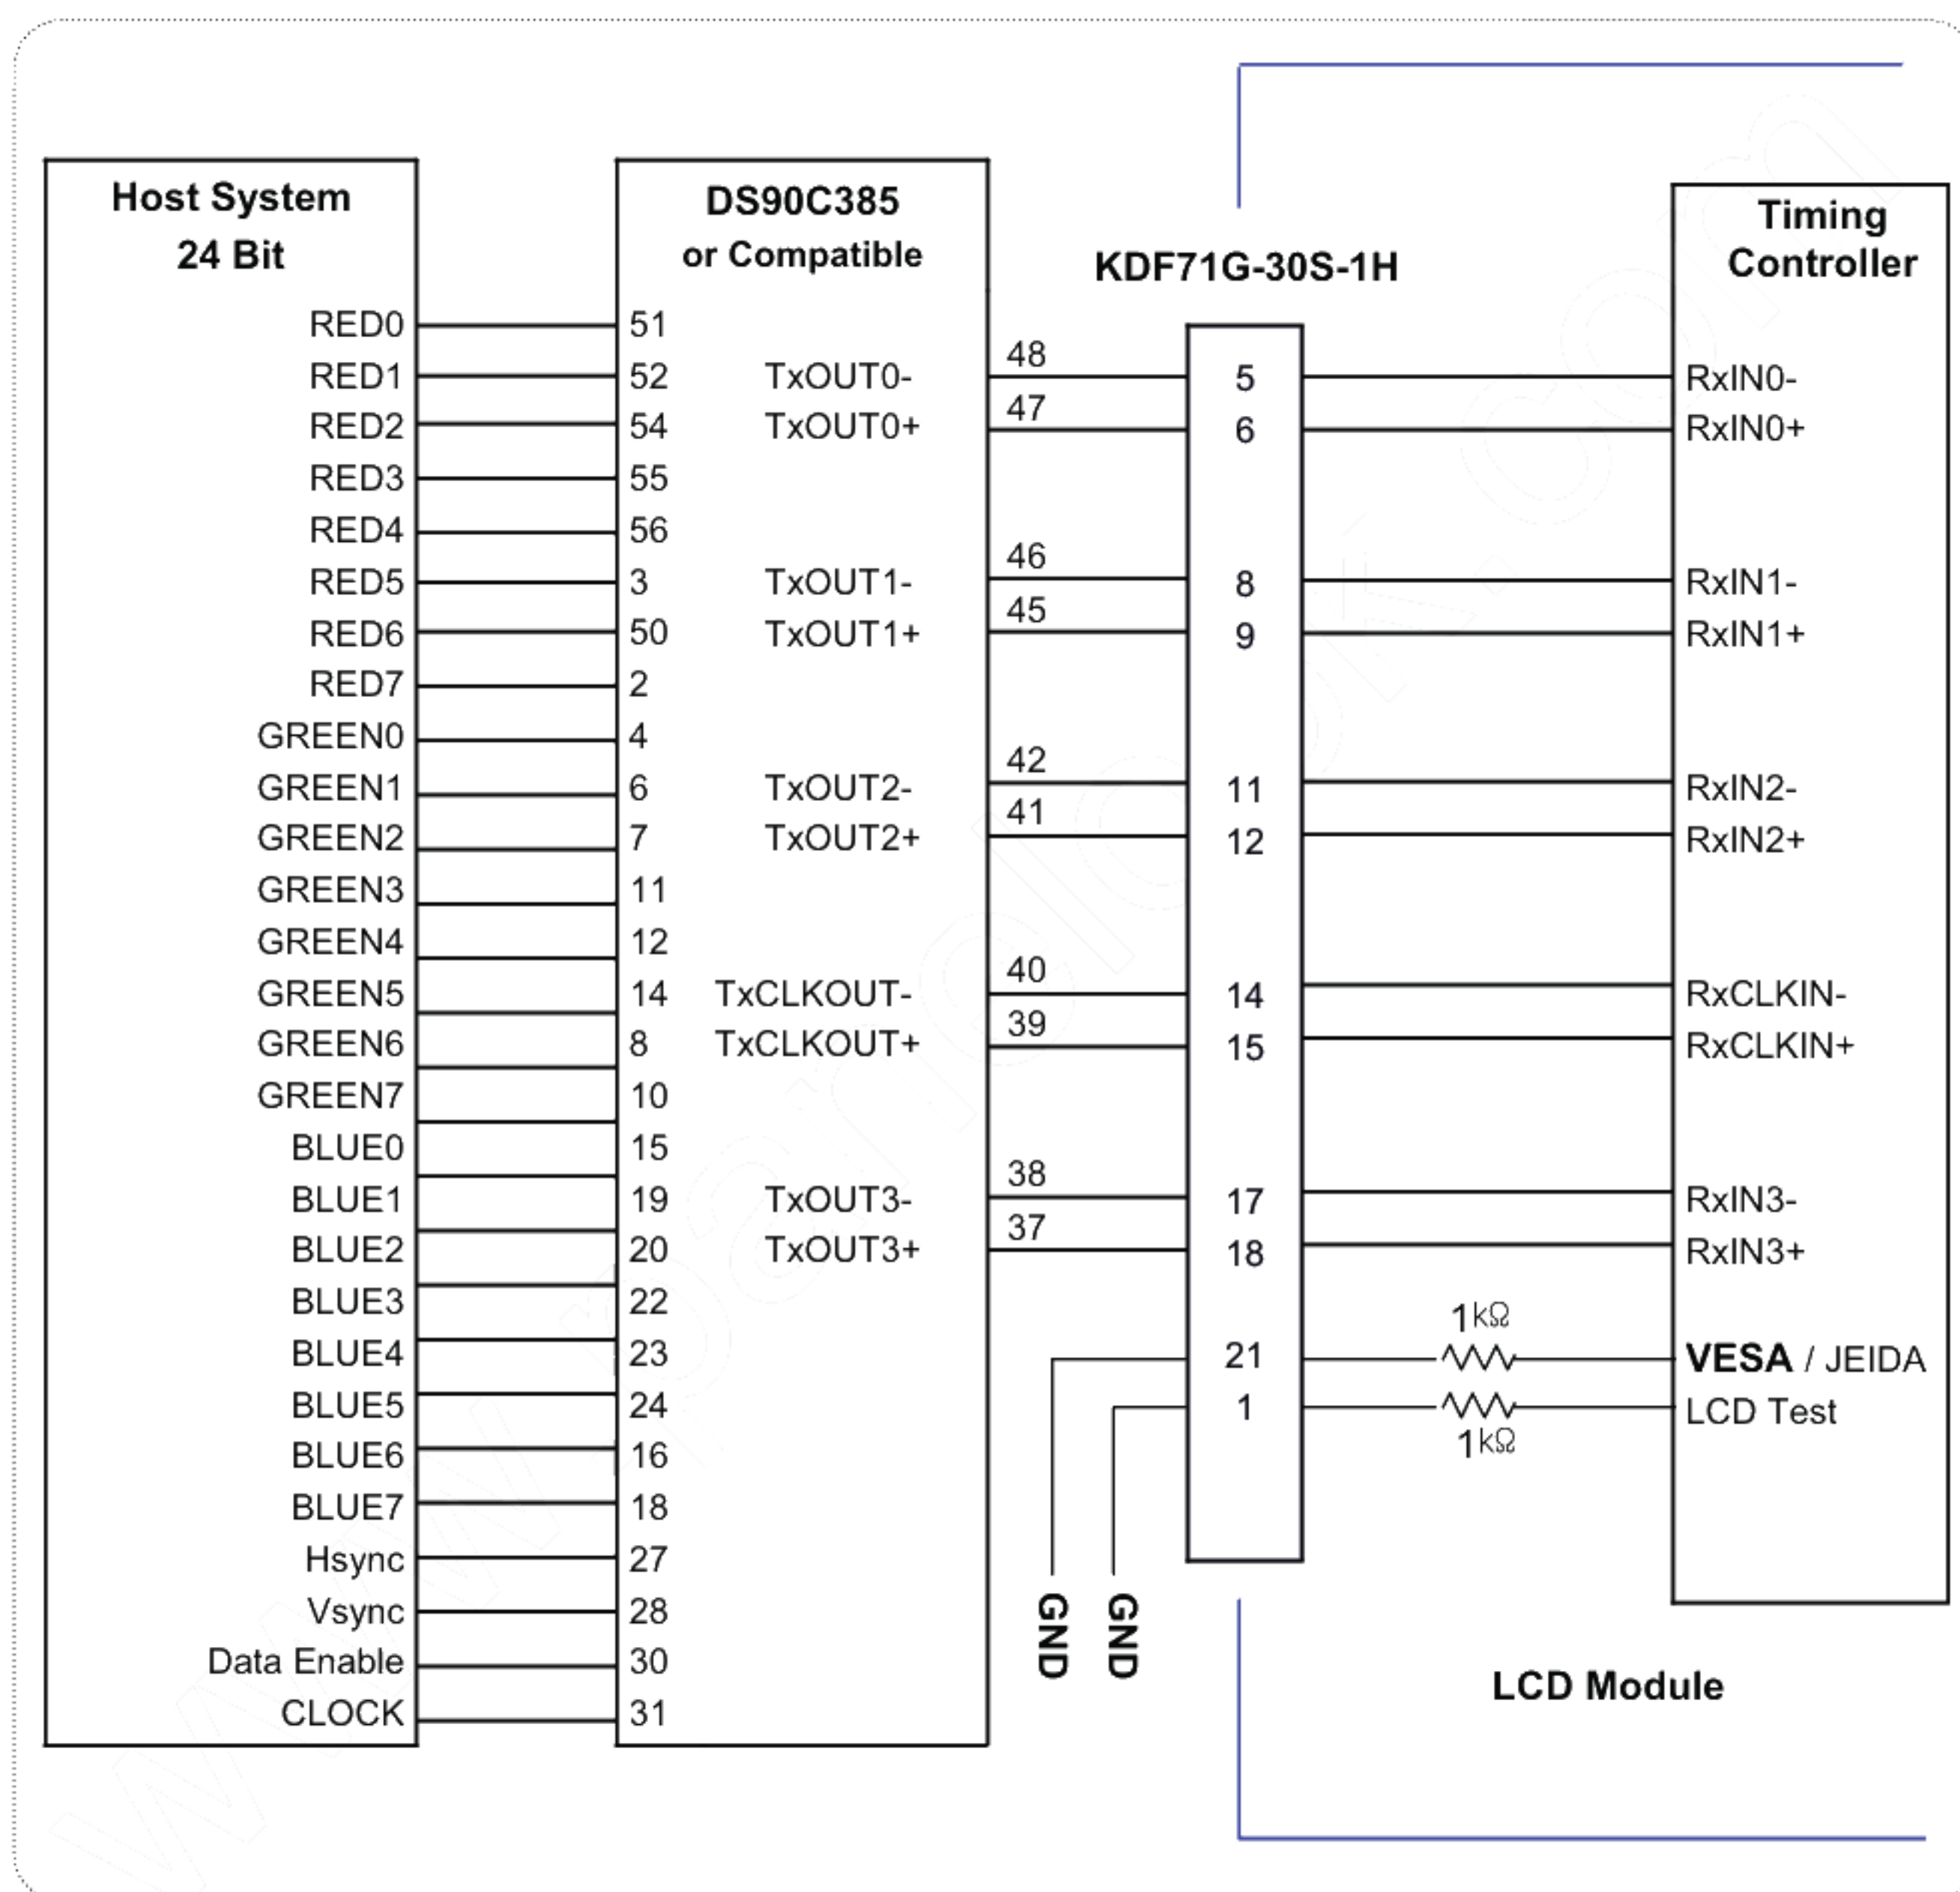 Host System
24 Bit
RED0
RED1
RED2
RED3
RED4
RED5
RED6
RED7
GREEN0
GREEN1
GREEN2
GREEN3
GREEN4
GREEN5
GREEN6
GREEN7
BLUE0
BLUE1
BLUE2
BLUE3
BLUE4
BLUE5
BLUE6
BLUE7
Hsync
Vsync
Data Enable
CLOCK
DS90C385
or Compatible
51
52
54
55
56
3
50
2
4
6
7
11
12
14
8
10
15
19
20
22
23
24
16
18
27
28
30
31
TxOUT0-
TxOUT0+
TxOUT1-
TxOUT1+
TxOUT2-
TxOUT2+
TxCLKOUT-
TxCLKOUT+
TxOUT3-
TxOUT3+
48
47
46
45
42
41
40
39
38
37
GND
GND
KDF71G-30S-1H
5
6
8
9
11
12
14
15
17
18
21
1
1kΩ
1kΩ
Timing
Controller
RxIN0-
RxIN0+
RxIN1-
RxIN1+
RxIN2-
RxIN2+
RxCLKIN-
RxCLKIN+
RxIN3-
RxIN3+
VESA / JEIDA
LCD Test
LCD Module
www.panelook.com